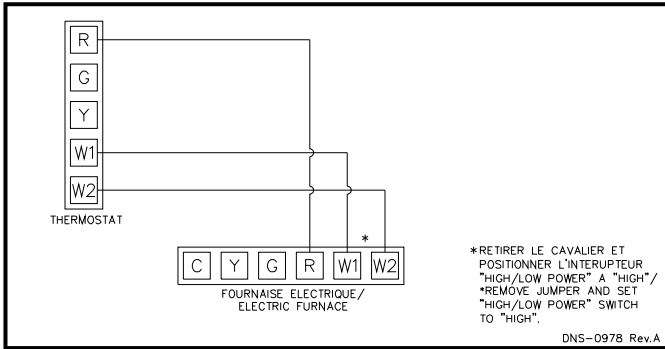 R
G
Y
W1
W2
THERMOSTAT
*
C Y G R W1 W2
FOURNAISE ELECTRIQUE/
ELECTRIC FURNACE
*RETIRER LE CAVALIER ET
POSITIONNER L'INTERUPTEUR
"HIGH/LOW POWER" A "HIGH"/
*REMOVE JUMPER AND SET
"HIGH/LOW POWER" SWITCH
TO "HIGH".
DNS-0978 Rev.A